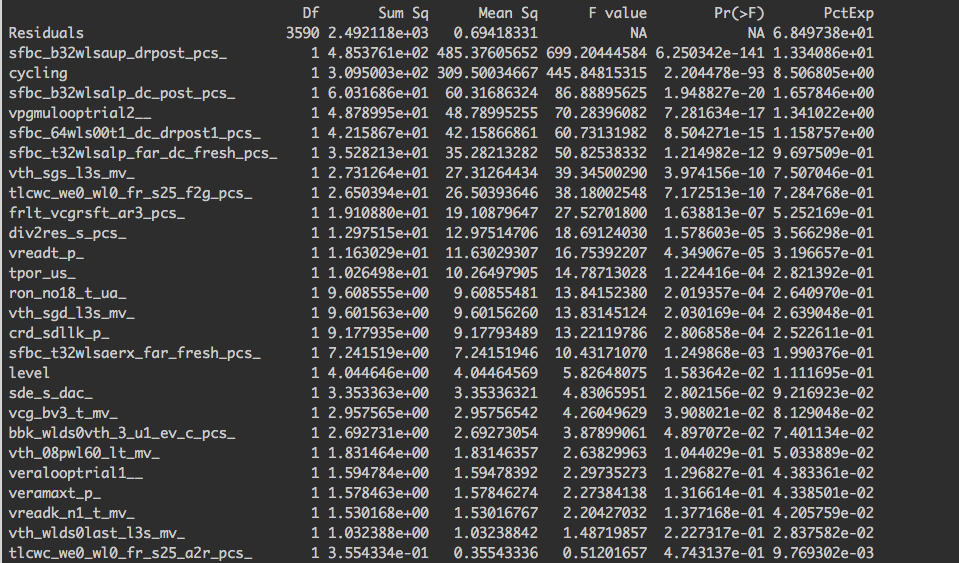 Df Sum Sq Mean Sq F value Pr(>F) PctExp
Residuals 3590 2.492118e+03 0.69418331 NA NA 6.849738e+01
sfbc_b32wlsaup_drpost_pcs_ 1 4.853761e+02 485.37605652 699.20444584 6.250342e-141 1.334086e+01
cycling 1 3.095003e+02 309.50034667 445.84815315 2.204478e-93 8.506805e+00
sfbc_b32wlsalp_dc_post_pcs_ 1 6.031686e+01 60.31686324 86.88895625 1.948827e-20 1.657846e+00
vpgmulooptrial2__ 1 4.878995e+01 48.78995255 70.28396082 7.281634e-17 1.341022e+00
sfbc_64wls00t1_dc_drpost1_pcs_ 1 4.215867e+01 42.15866861 60.73131982 8.504271e-15 1.158757e+00
sfbc_t32wlsalp_far_dc_fresh_pcs_ 1 3.528213e+01 35.28213282 50.82538332 1.214982e-12 9.697509e-01
vth_sgs_l3s_mv_ 1 2.731264e+01 27.31264434 39.34500290 3.974156e-10 7.507046e-01
tlcwc_we0_wl0_fr_s25_f2g_pcs_ 1 2.650394e+01 26.50393646 38.18002548 7.172513e-10 7.284768e-01
frlt_vcgrsft_ar3_pcs_ 1 1.910880e+01 19.10879647 27.52701800 1.638813e-07 5.252169e-01
div2res_s_pcs_ 1 1.297515e+01 12.97514706 18.69124030 1.578603e-05 3.566298e-01
vreadt_p_ 1 1.163029e+01 11.63029307 16.75392207 4.349067e-05 3.196657e-01
tpor_us_ 1 1.026498e+01 10.26497905 14.78713028 1.224416e-04 2.821392e-01
ron_no18_t_ua_ 1 9.608555e+00 9.60855481 13.84152380 2.019357e-04 2.640970e-01
vth_sgd_l3s_mv_ 1 9.601563e+00 9.60156260 13.83145124 2.030169e-04 2.639048e-01
crd_sdllk_p_ 1 9.177935e+00 9.17793489 13.22119786 2.806858e-04 2.522611e-01
sfbc_t32wlsaerx_far_fresh_pcs_ 1 7.241519e+00 7.24151946 10.43171070 1.249868e-03 1.990376e-01
level 1 4.044646e+00 4.04464569 5.82648075 1.583642e-02 1.111695e-01
sde_s_dac_ 1 3.353363e+00 3.35336321 4.83065951 2.802156e-02 9.216923e-02
vcg_bv3_t_mv_ 1 2.957565e+00 2.95756542 4.26049629 3.908021e-02 8.129048e-02
bbk_wlds0vth_3_u1_ev_c_pcs_ 1 2.692731e+00 2.69273054 3.87899061 4.897072e-02 7.401134e-02
vth_08pwl60_lt_mv_ 1 1.831464e+00 1.83146357 2.63829963 1.044029e-01 5.033889e-02
veralooptrial1__ 1 1.594784e+00 1.59478392 2.29735273 1.296827e-01 4.383361e-02
veramaxt_p_ 1 1.578463e+00 1.57846274 2.27384138 1.316614e-01 4.338501e-02
vreadk_n1_t_mv_ 1 1.530168e+00 1.53016767 2.20427032 1.377168e-01 4.205759e-02
vth_wlds0last_l3s_mv_ 1 1.032388e+00 1.03238842 1.48719857 2.227317e-01 2.837582e-02
tlcwc_we0_wl0_fr_s25_a2r_pcs_ 1 3.554334e-01 0.35543336 0.51201657 4.743137e-01 9.769302e-03